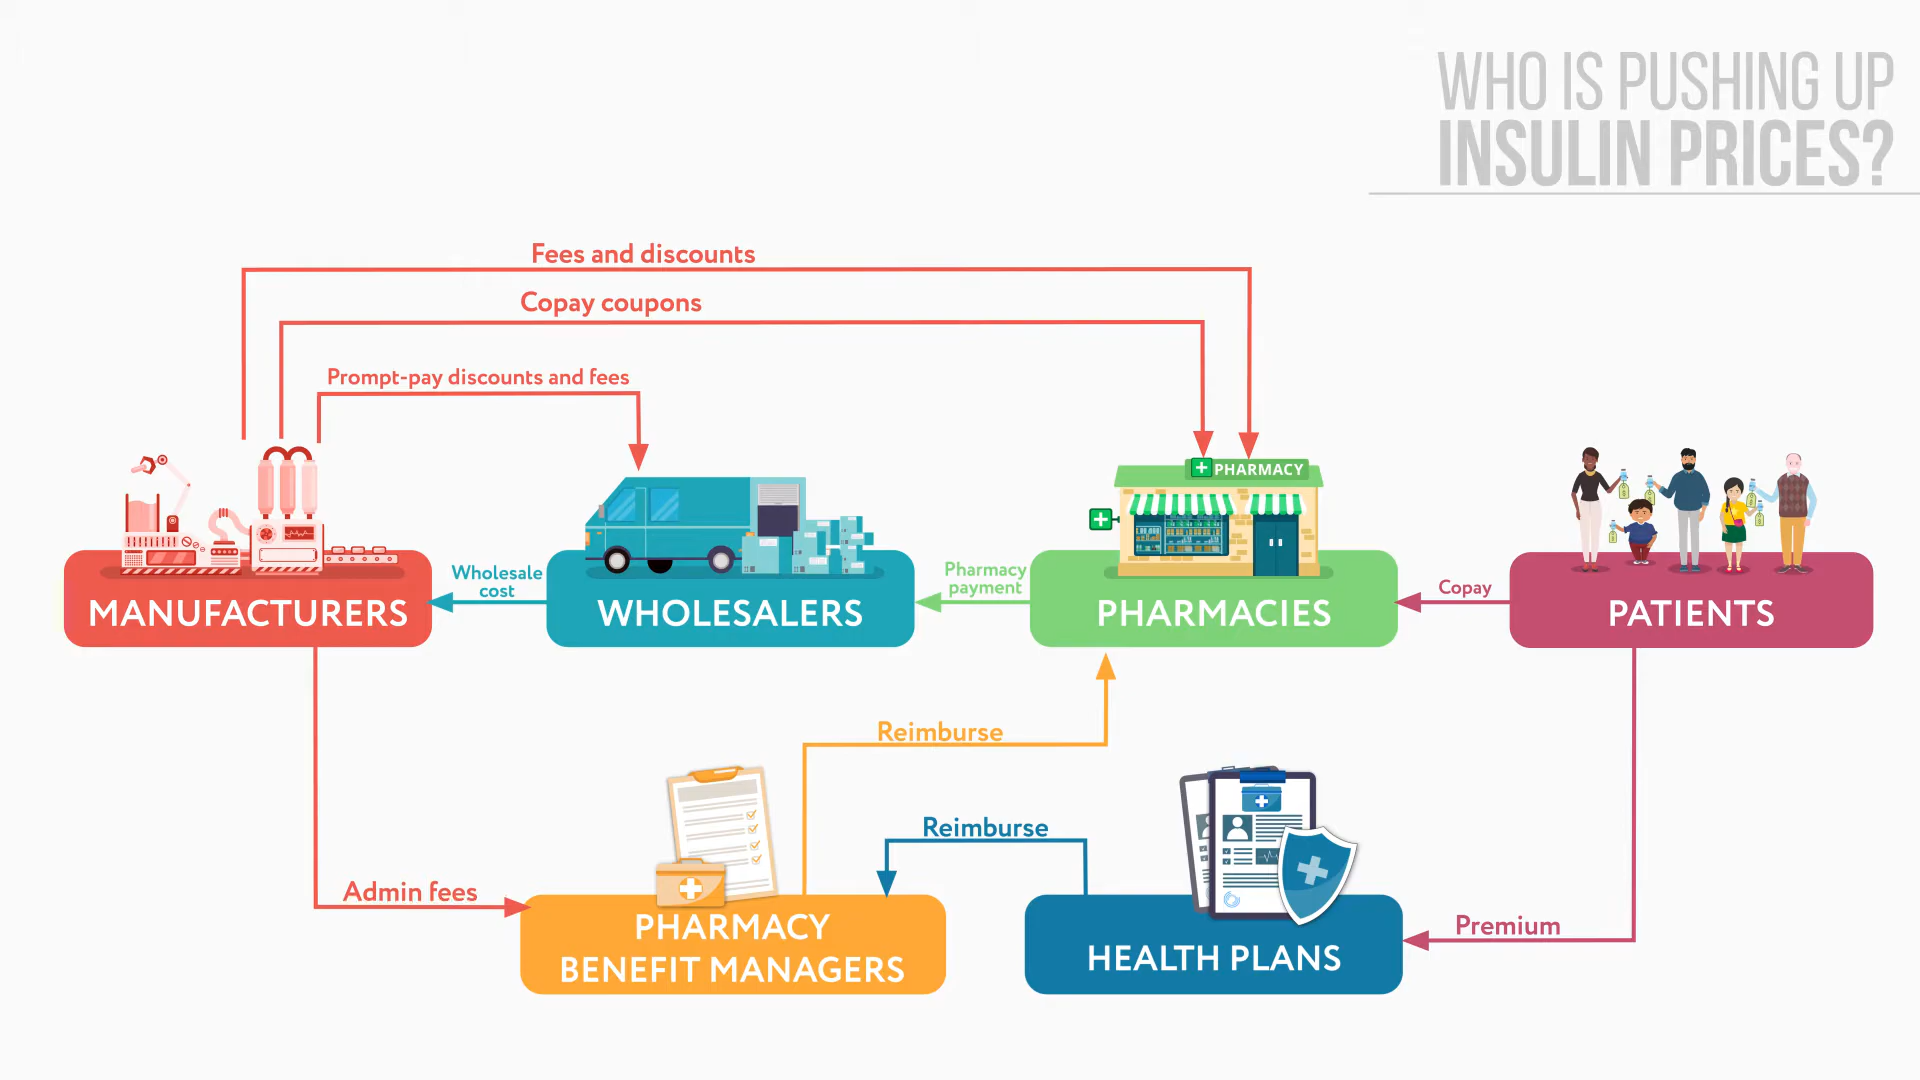 WHO IS PUSHING UP
INSULIN PRICES?
Fees and discounts
Copay coupons
Prompt-pay discounts and fees
PHARMACY
MANUFACTURERS
Wholesale
cost
WHOLESALERS
Pharmacy
payment
PHARMACIES
Copay
PATIENTS
Reimburse
Reimburse
Admin fees
PHARMACY
BENEFIT MANAGERS
HEALTH PLANS
Premium